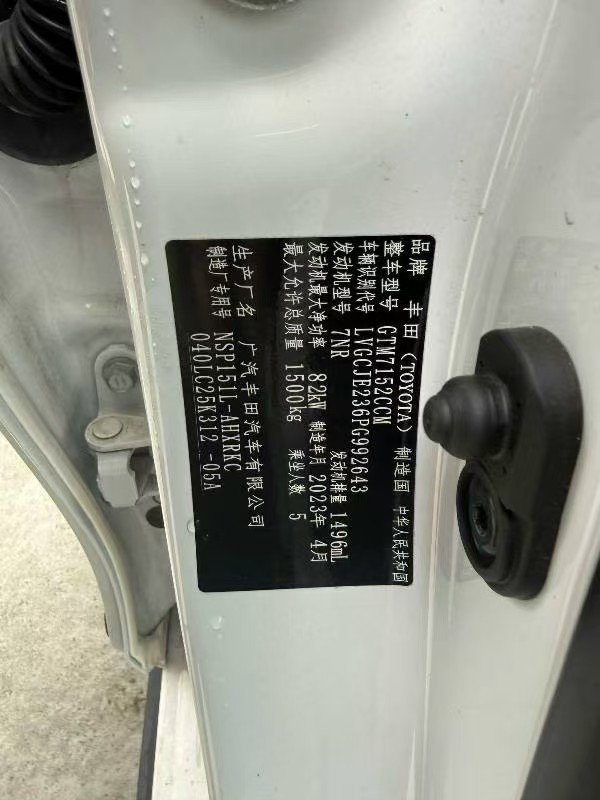 品牌 丰田（TOYOTA） 制造国 中华人民共和国
整车型号 GTM7152CCM
车辆识别代号 LVGCJE236PG992643
发动机型号 7NR 发动机排量 1496mL
发动机最大净功率 82kW 制造年月 2023年 4月
最大允许总质量 1500kg 乘坐人数 5
生产厂名 广汽丰田汽车有限公司
制造厂专用号 NSP151L-AHXRKC
040LC25K312 -05A